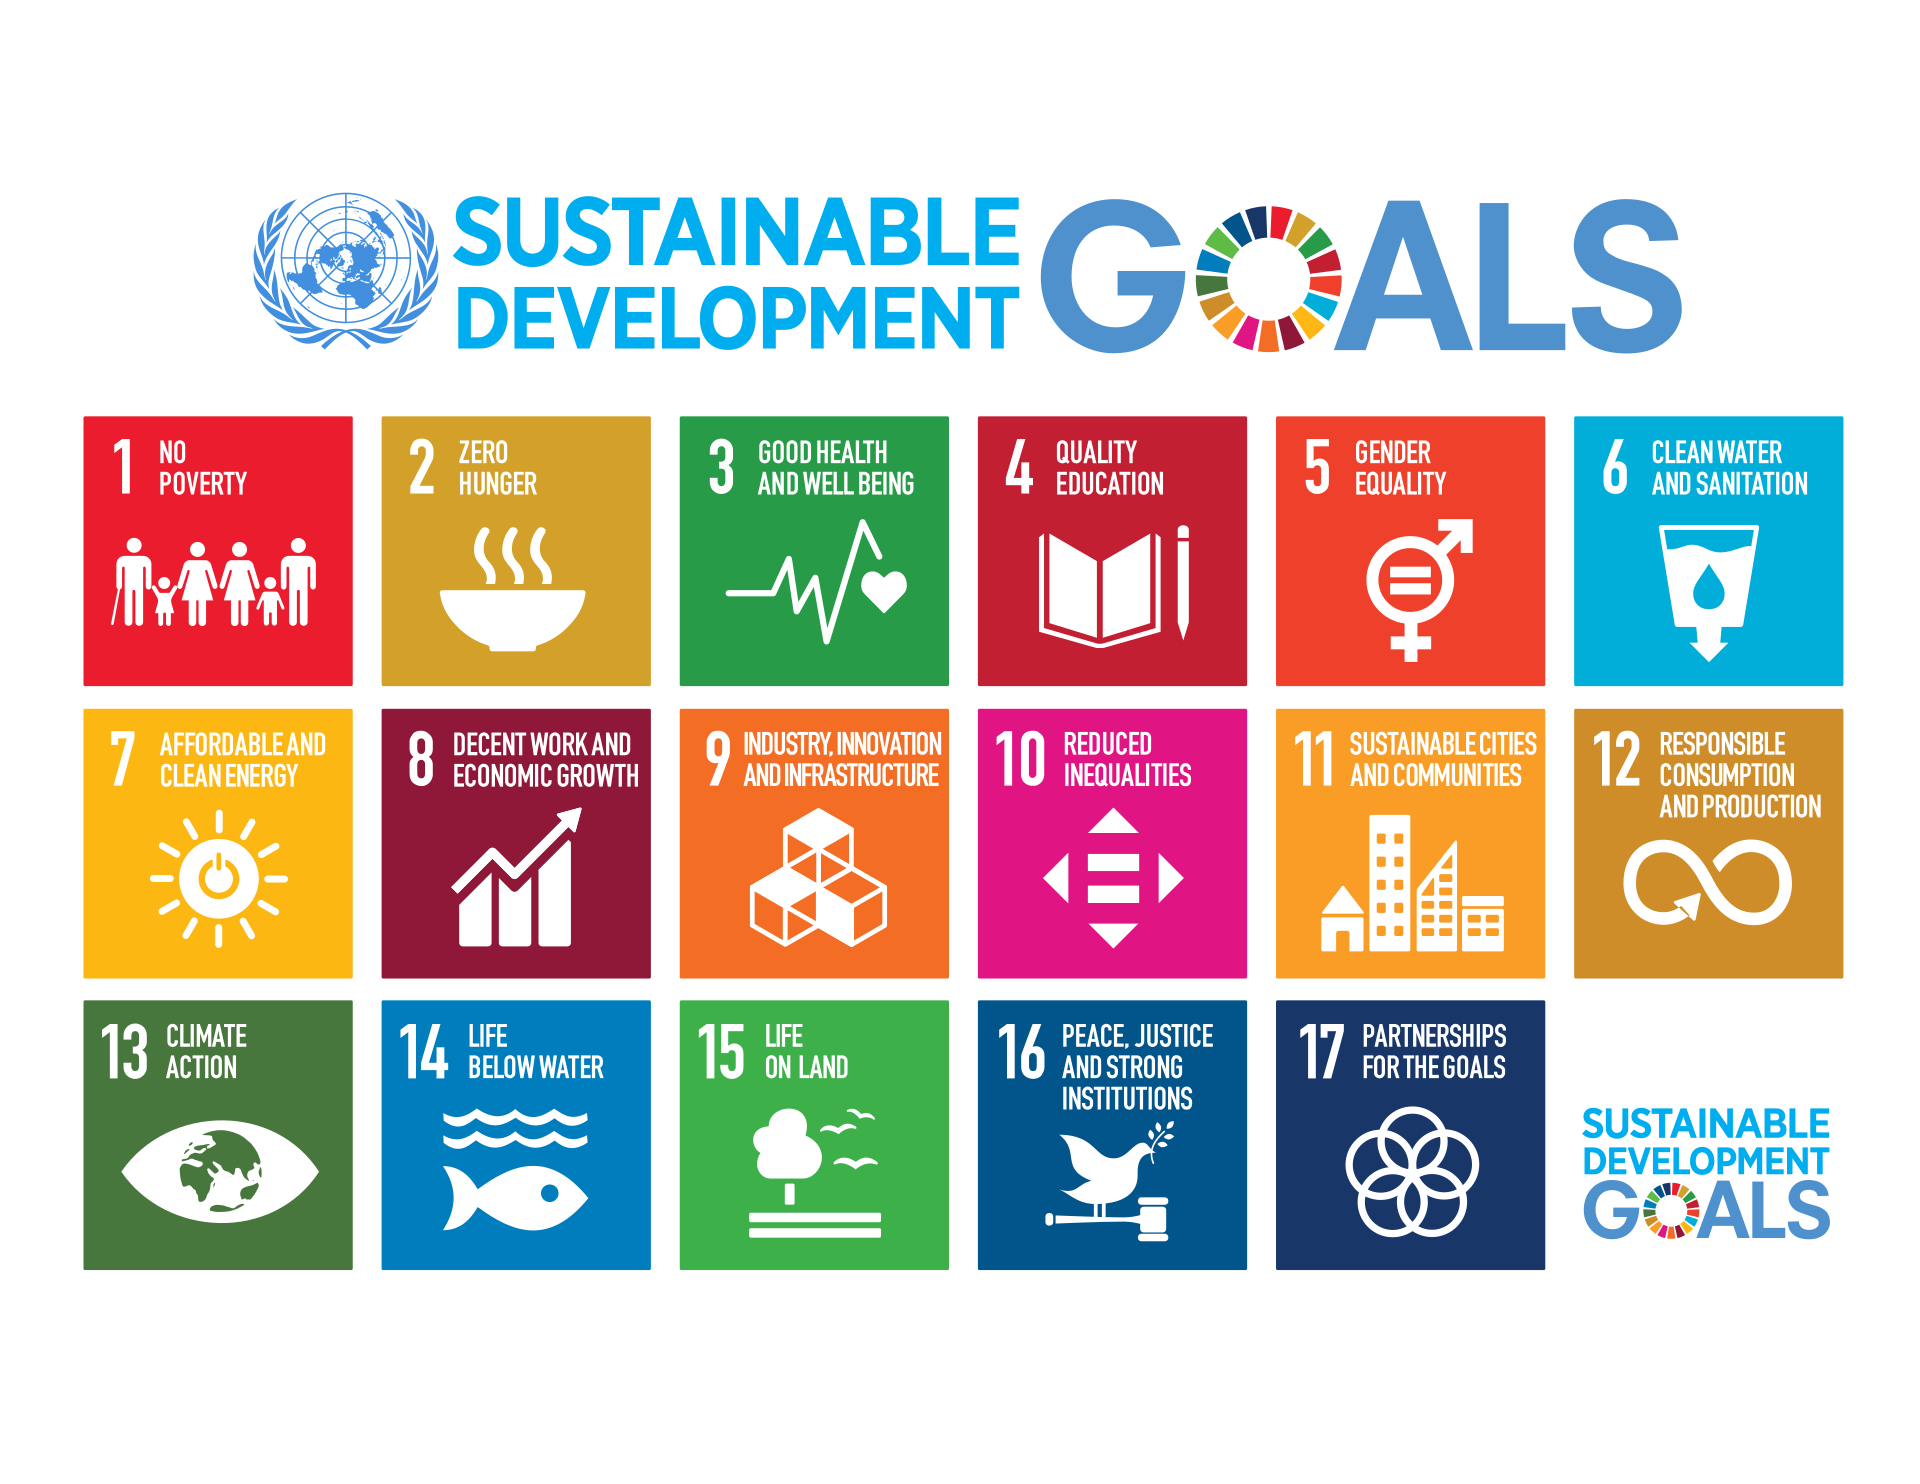 SUSTAINABLE
DEVELOPMENT
GOALS
1 NO
POVERTY
2 ZERO
HUNGER
3 GOOD HEALTH
AND WELL BEING
4 QUALITY
EDUCATION
5 GENDER
EQUALITY
6 CLEAN WATER
AND SANITATION
7 AFFORDABLE AND
CLEAN ENERGY
8 DECENT WORK AND
ECONOMIC GROWTH
9 INDUSTRY, INNOVATION
AND INFRASTRUCTURE
10 REDUCED
INEQUALITIES
11 SUSTAINABLE CITIES
AND COMMUNITIES
12 RESPONSIBLE
CONSUMPTION
AND PRODUCTION
13 CLIMATE
ACTION
14 LIFE
BELOW WATER
15 LIFE
ON LAND
16 PEACE, JUSTICE
AND STRONG
INSTITUTIONS
17 PARTNERSHIPS
FOR THE GOALS
SUSTAINABLE
DEVELOPMENT
GOALS